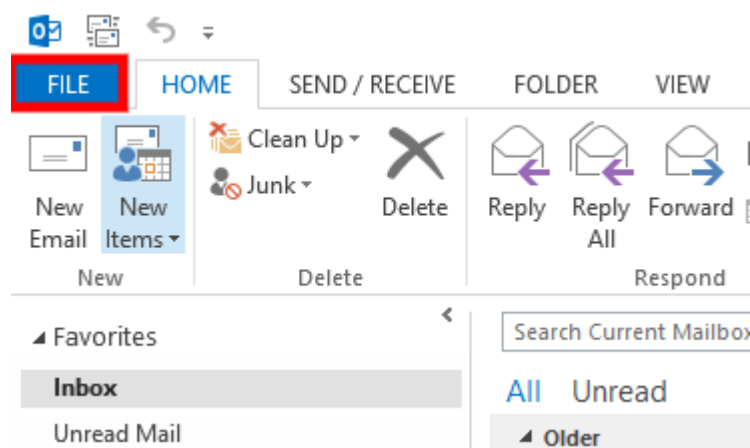 FILE HOME SEND / RECEIVE FOLDER VIEW
Clean Up
Junk
New Email
New Items
Delete
Reply
Reply All
Forward
New
Delete
Respond
Favorites
Search Current Mailbox
Inbox
All Unread
Unread Mail
Older